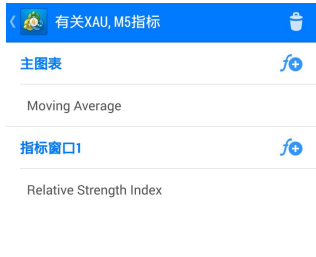 有关XAU, M5指标
主图表
Moving Average
指标窗口1
Relative Strength Index